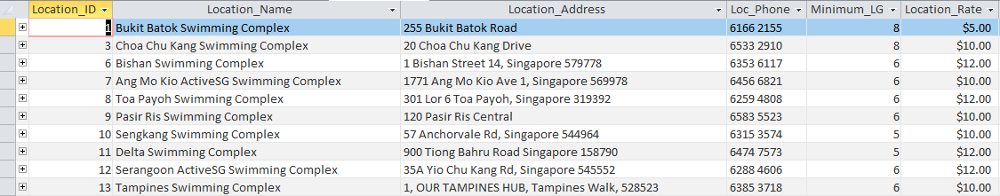 Location_ID Location_Name Location_Address Loc_Phone Minimum_LG Location_Rate
1 Bukit Batok Swimming Complex 255 Bukit Batok Road 6166 2155 8 $5.00
3 Choa Chu Kang Swimming Complex 20 Choa Chu Kang Drive 6533 2910 8 $10.00
6 Bishan Swimming Complex 1 Bishan Street 14, Singapore 579778 6353 6117 6 $12.00
7 Ang Mo Kio ActiveSG Swimming Complex 1771 Ang Mo Kio Ave 1, Singapore 569978 6456 6821 6 $10.00
8 Toa Payoh Swimming Complex 301 Lor 6 Toa Payoh, Singapore 319392 6259 4808 6 $12.00
9 Pasir Ris Swimming Complex 120 Pasir Ris Central 6583 5523 6 $10.00
10 Sengkang Swimming Complex 57 Anchorvale Rd, Singapore 544964 6315 3574 5 $10.00
11 Delta Swimming Complex 900 Tiong Bahru Road Singapore 158790 6474 7573 5 $12.00
12 Serangoon ActiveSG Swimming Complex 35A Yio Chu Kang Rd, Singapore 545552 6288 4606 6 $12.00
13 Tampines Swimming Complex 1, OUR TAMPINES HUB, Tampines Walk, 528523 6385 3718 6 $10.00